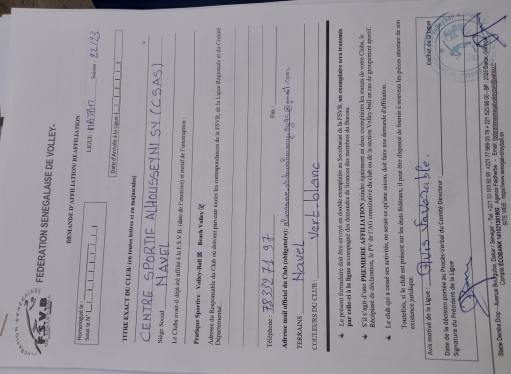 FEDERATION SENEGALAISE DE VOLLEY-
F.S.V.B
DEMANDE D'AFFILIATION/ REAFFILIATION
Homologué le :
Sous le N°
LIGUE : MATAM Saison : 22/23
Date d'Arrivée à la Ligue
TITRE EXACT DU CLUB/ (en toutes lettres et en majuscules)
CENTRE SPORTIF ALHOUSSEYNI SY (CSAS)
Siège Social NAVEL
Le Clubs avait-il déjà été affilié à la F.S.V.B. (date de l'exercice) et motif de l'interruption :
Pratique Sportive : Volley-Ball Beach Volley
Adresse du Responsable du Club où doivent parvenir toutes les correspondances de la FSVB, de la Ligue Régionale et du Comité
Départemental…
Téléphone : 78 332 71 97 Fax :
Adresse mail officiel du Club (obligatoire) : @gmail.com
TERRAINS Navel
COULEURS DU CLUB : Vert-blanc
Le présent formulaire doit être envoyé en double exemplaire au Secrétariat de la FSVB, un exemplaire sera transmis
par celle-ci à la ligue accompagné des demandes de licences des membres du Bureau.
S'il s'agit d'une PREMIERE AFFILIATION joindre également en deux exemplaires les statuts de votre Clubs, le
Récépissé de déclaration, le PV de l'AG constitutive du club ou de la section Volley-Ball en cas de groupement sportif.
Le club qui a cessé ses activités, ne serait-ce qu'une saison, doit faire une demande d'affiliation.
Toutefois, si le club est présent sur les états fédéraux, il peut être dispensé de fournir à nouveau les pièces attestant de son
existence juridique.
Avis motivé de la Ligue : Avis favorable. Cachet de la ligue
Date de la décision portée au Procès-Verbal du Comité Directeur :
Signature du Président de la Ligue
Stade Demba Diop – Avenue Bourguiba, Dakar / Sénégal - Tel: +221 33 - BP: Dakar
Compte ECOBANK Agence Faidherbe - Email: federationsenegalvolley@yahoo.fr
SITE WEB : https/www.senegalvolleyball.sn